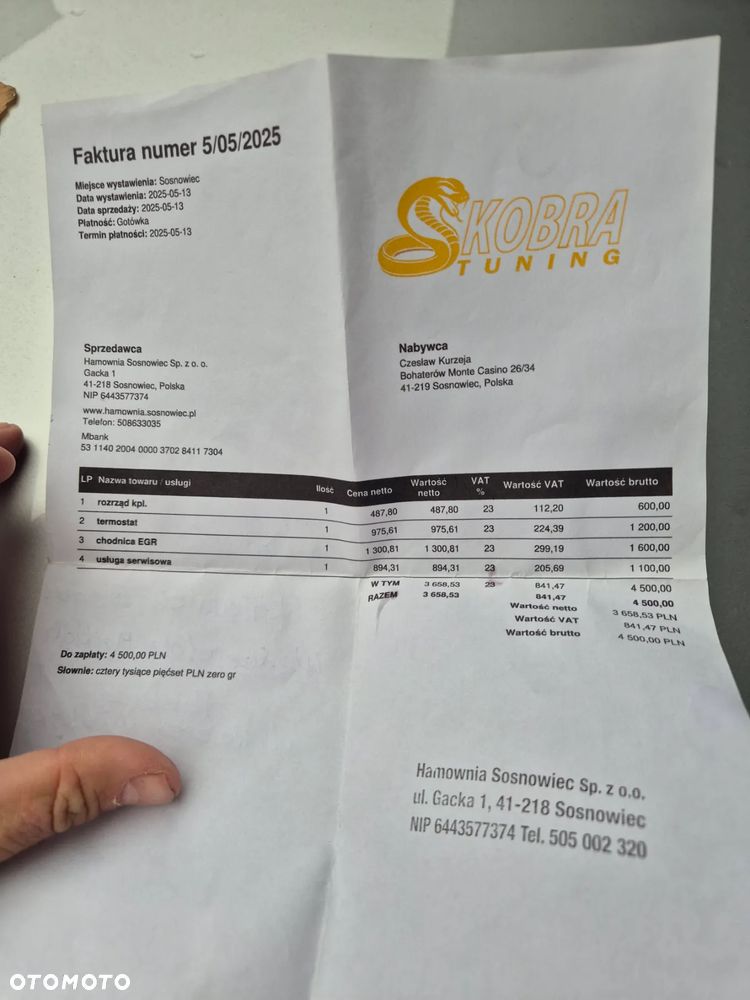 Faktura numer 5/05/2025
Miejsce wystawienia: Sosnowiec
Data wystawienia: 2025-05-13
Data sprzedaży: 2025-05-13
Płatność: Gotówka
Termin płatności: 2025-05-13
SKOBRA
TUNING
Sprzedawca
Hamownia Sosnowiec Sp. z o. o.
Gacka 1
41-218 Sosnowiec, Polska
NIP 6443577374
www.hamownia.sosnowiec.pl
Telefon: 508633035
Mbank
53 1140 2004 0000 3702 8411 7304
Nabywca
Czesław Kurzeja
Bohaterów Monte Casino 26/34
41-219 Sosnowiec, Polska
LP Nazwa towaru / usługi Ilość Cena netto Wartość netto VAT % Wartość VAT Wartość brutto
1 rozrząd kpl. 1 487,80 487,80 23 112,20 600,00
2 termostat 1 975,61 975,61 23 224,39 1 200,00
3 chodnica EGR 1 1 300,81 1 300,81 23 299,19 1 600,00
4 usługa serwisowa 1 894,31 894,31 23 205,69 1 100,00
W TYM 3 658,53 23 841,47 4 500,00
RAZEM 3 658,53 841,47 4 500,00
Wartość netto 3 658,53 PLN
Wartość VAT 841,47 PLN
Wartość brutto 4 500,00 PLN
Do zapłaty: 4 500,00 PLN
Słownie: cztery tysiące pięćset PLN zero gr
Hamownia Sosnowiec Sp. z o.o.
ul. Gacka 1, 41-218 Sosnowiec
NIP 6443577374 Tel. 505 002 320
OTOMOTO